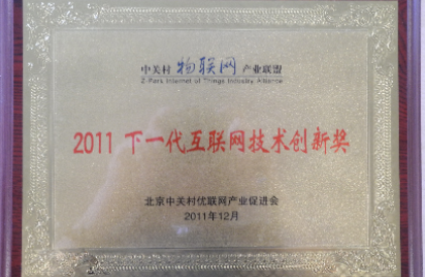 中关村 物联网 产业联盟
Z-Park Internet of Things Industry Alliance
2011 下一代互联网技术创新奖
北京中关村优联网产业促进会
2011年12月